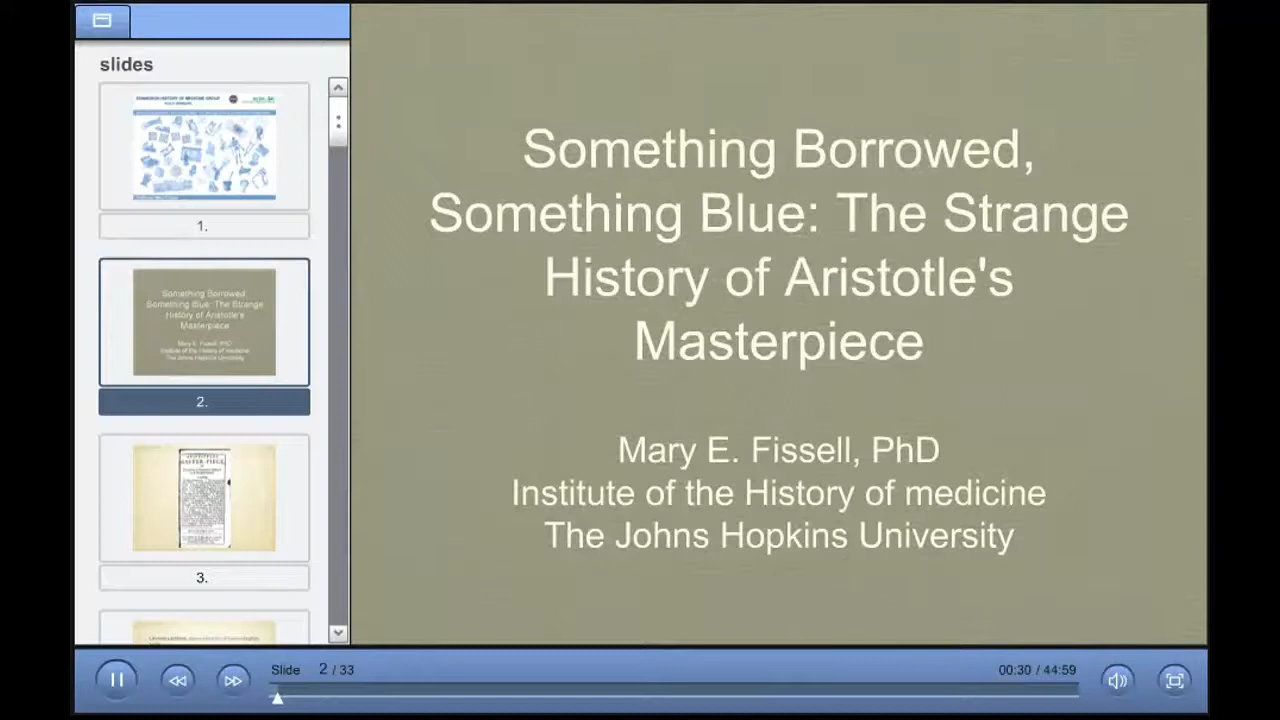 slides
1.
Something Borrowed,
Something Blue: The Strange
History of Aristotle's
Masterpiece
Mary E. Fissell, PhD
Institute of the History of medicine
The Johns Hopkins University
2.
3.
Something Borrowed,
Something Blue: The Strange
History of Aristotle's
Masterpiece
Mary E. Fissell, PhD
Institute of the History of medicine
The Johns Hopkins University
Slide 2 / 33
00:30 / 44:59